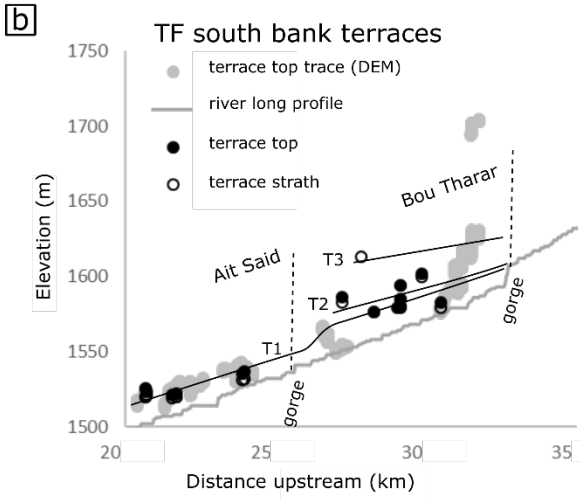 b
TF south bank terraces
1750
terrace top trace (DEM)
river long profile
1700
terrace top
terrace strath
1650
Bou Tharar
Elevation (m)
Ait Said
T3
1600
T2
gorge
T1
1550
gorge
1500
20
25
30
35
Distance upstream (km)